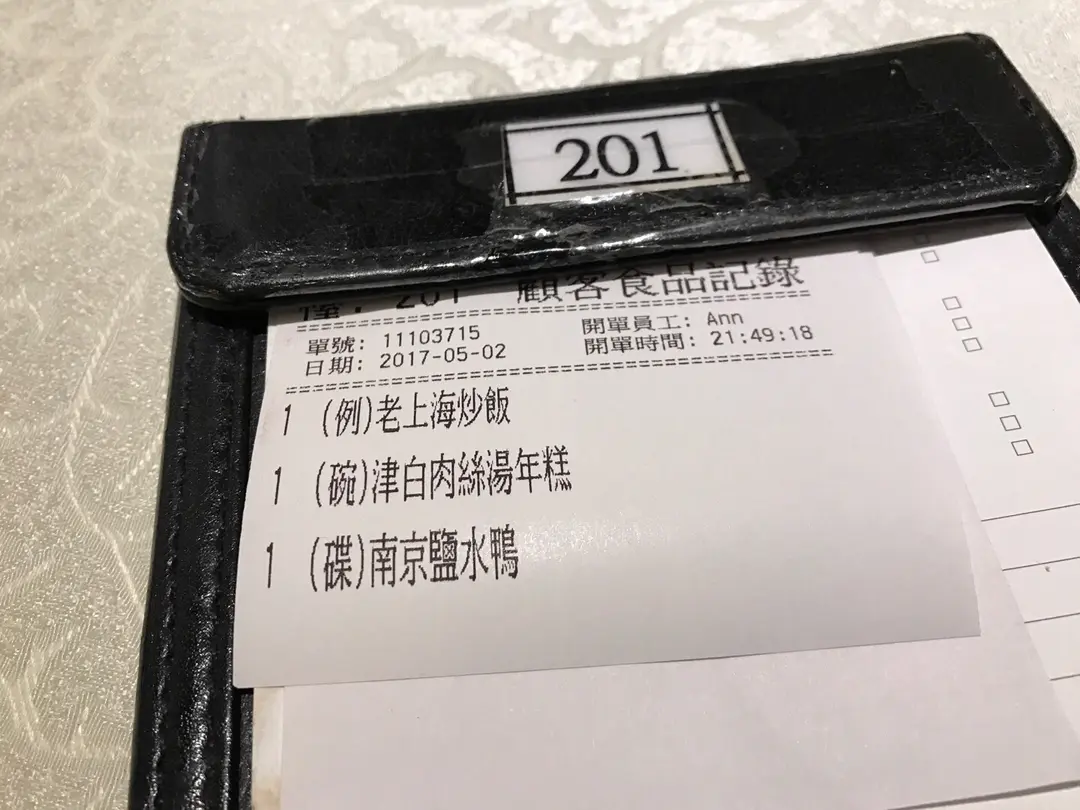 201
檯: 201 顧客食品記錄
單號: 11103715 開單員工: Ann
日期: 2017-05-02 開單時間: 21:49:18
1 (例)老上海炒飯
1 (碗)津白肉絲湯年糕
1 (碟)南京鹽水鴨